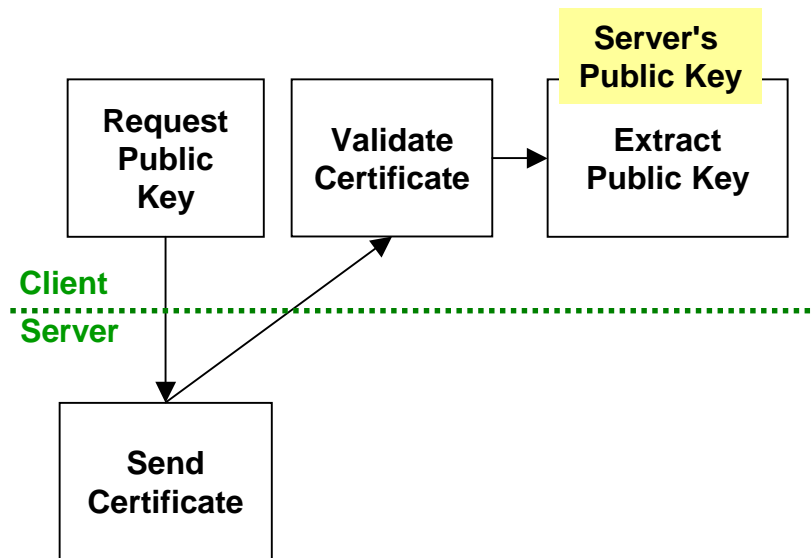 Server's
Public Key
Request
Public
Key
Validate
Certificate
Extract
Public Key
Client
Server
Send
Certificate